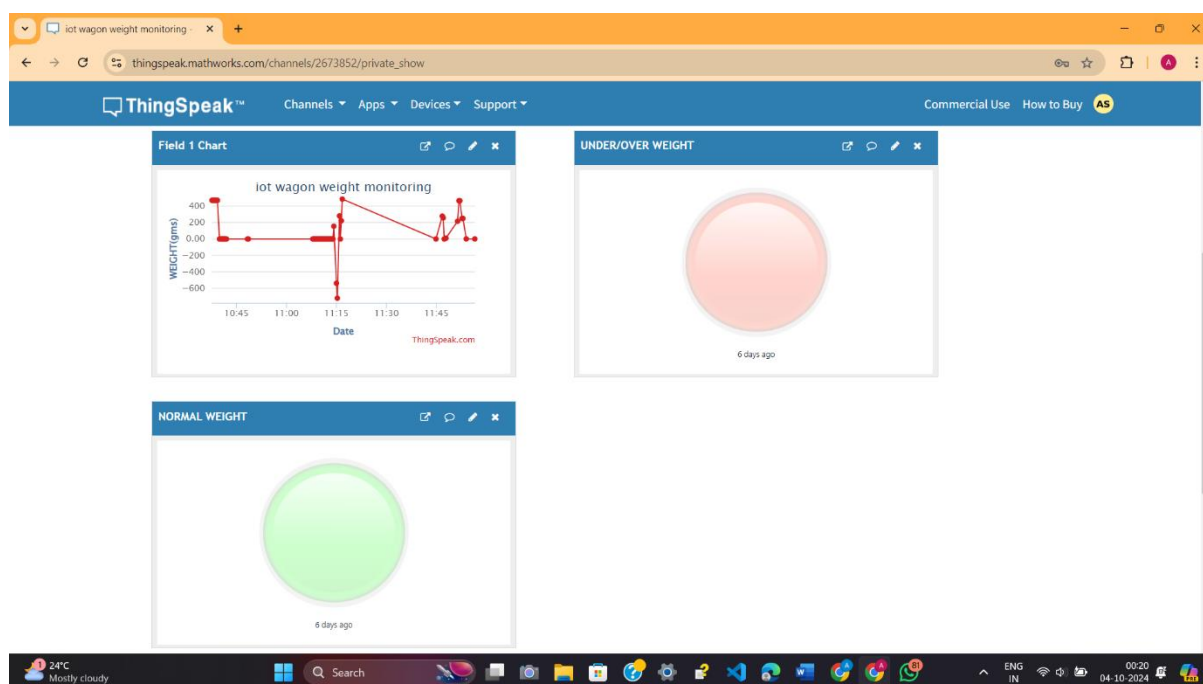 iot wagon weight monitoring ·
thingspeak.mathworks.com/channels/2673852/private_show
ThingSpeak™
Channels Apps Devices Support
Commercial Use How to Buy AS
Field 1 Chart
iot wagon weight monitoring
WEIGHT(gms)
400
200
0.00
−200
−400
−600
10:45 11:00 11:15 11:30 11:45
Date
ThingSpeak.com
UNDER/OVER WEIGHT
6 days ago
NORMAL WEIGHT
6 days ago
1
24°C
Mostly cloudy
Search
81
ENG
IN
00:20
04-10-2024